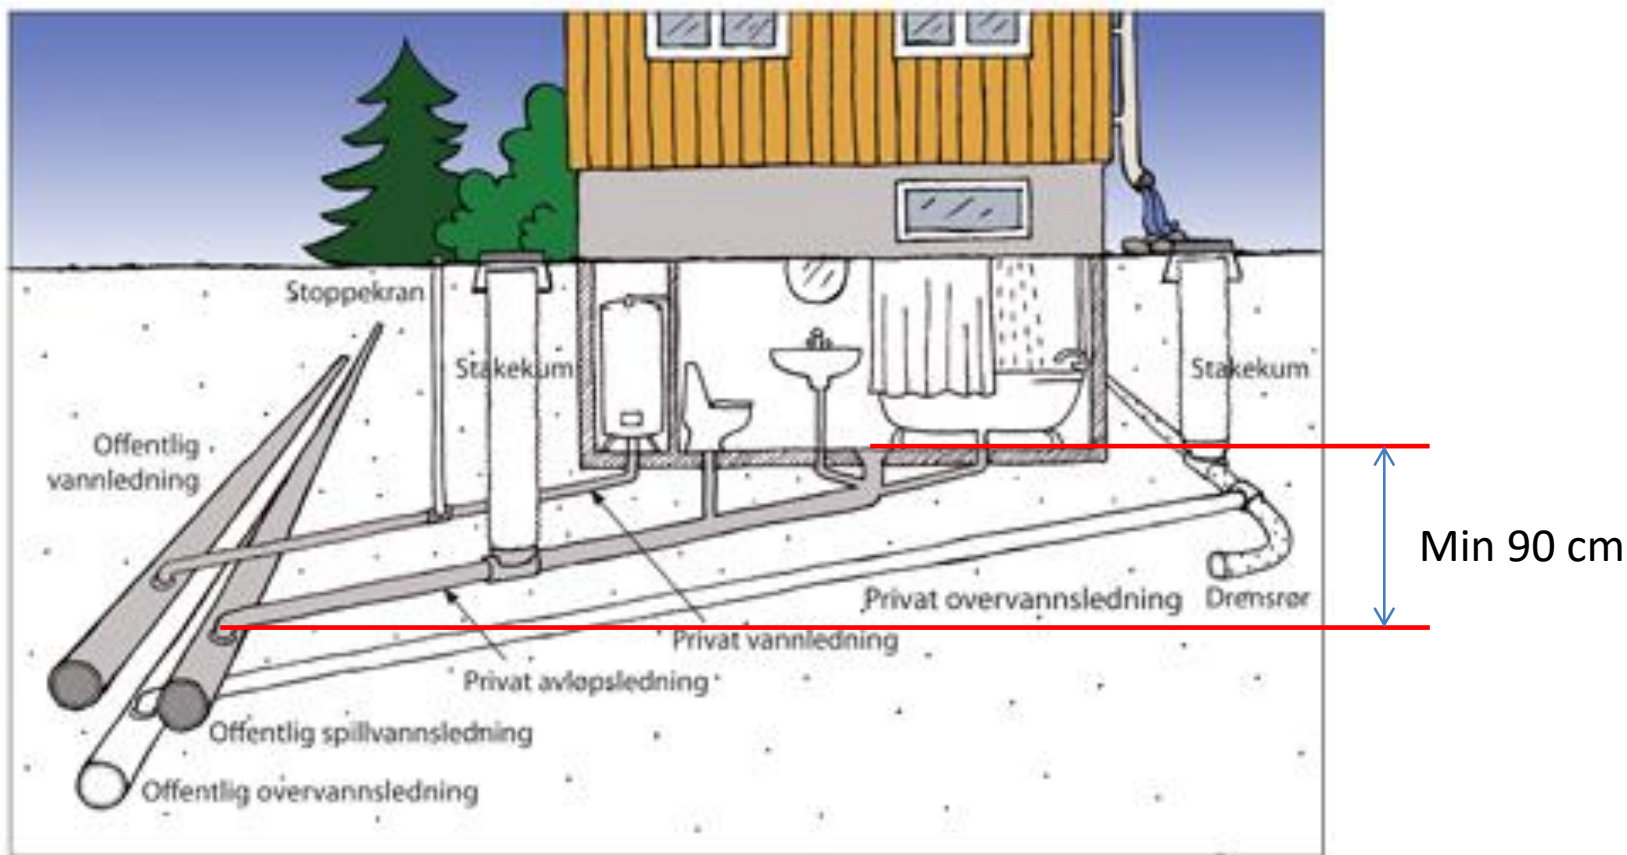 Stoppekran
Stakekum
Stakekum
Offentlig
vannledning
Min 90 cm
Privat overvannsledning
Drensrør
Privat vannledning
Privat avløpsledning
Offentlig spillvannsledning
Offentlig overvannsledning